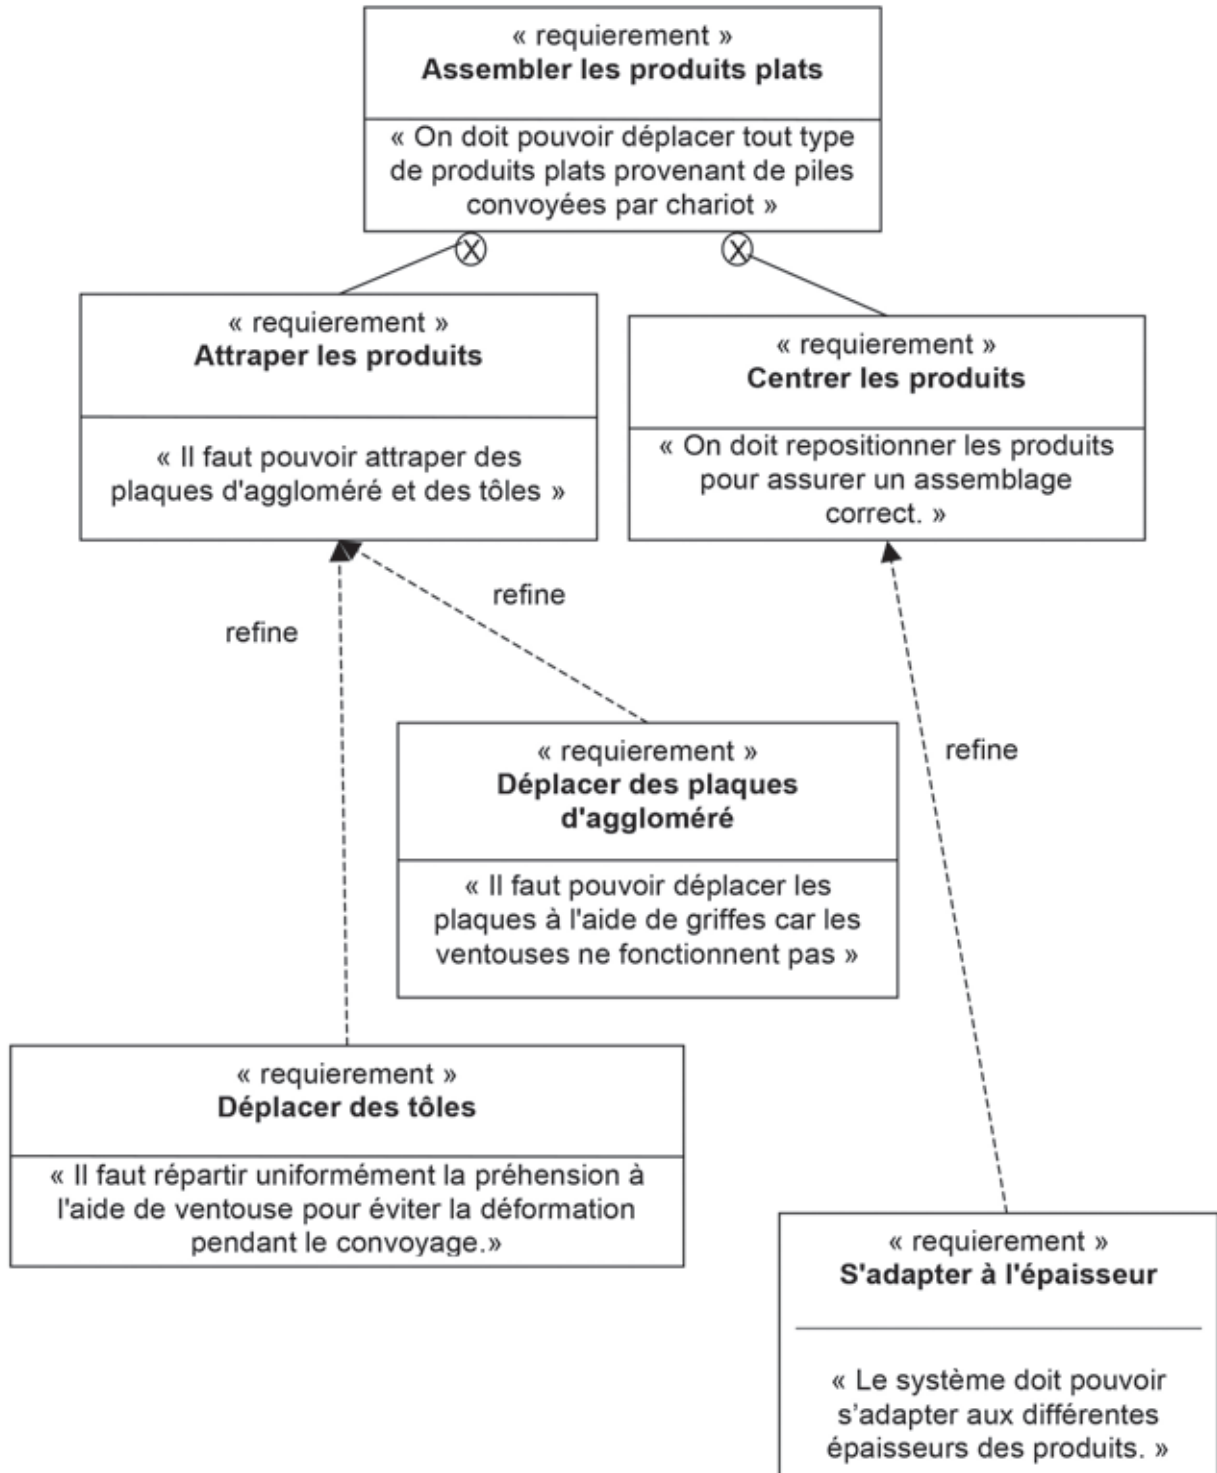 « requierement »
Assembler les produits plats
« On doit pouvoir déplacer tout type
de produits plats provenant de piles
convoyées par chariot »
« requierement »
Attraper les produits
« Il faut pouvoir attraper des
plaques d'aggloméré et des tôles »
« requierement »
Centrer les produits
« On doit repositionner les produits
pour assurer un assemblage
correct. »
refine
refine
« requierement »
Déplacer des plaques
d'aggloméré
« Il faut pouvoir déplacer les
plaques à l'aide de griffes car les
ventouses ne fonctionnent pas »
refine
« requierement »
Déplacer des tôles
« Il faut répartir uniformément la préhension à
l'aide de ventouse pour éviter la déformation
pendant le convoyage.»
« requierement »
S'adapter à l'épaisseur
« Le système doit pouvoir
s’adapter aux différentes
épaisseurs des produits. »